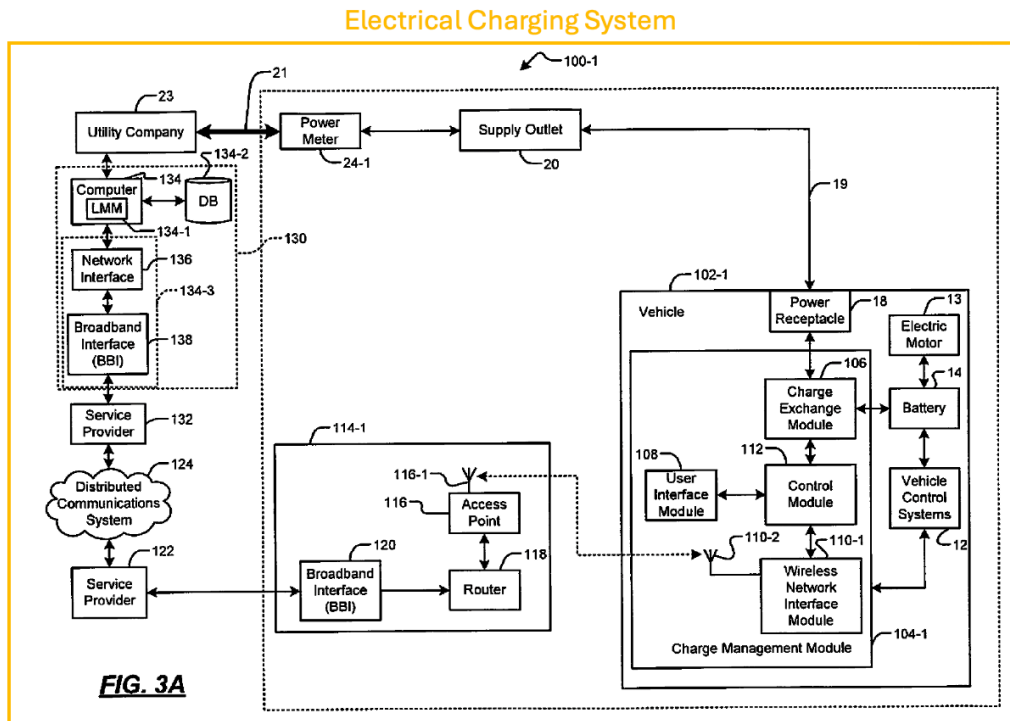 Electrical Charging System
100-1
21
23
Utility Company
Power
Meter
24-1
Supply Outlet
20
134-2
134
Computer
LMM
134-1
DB
19
130
Network
Interface
136
134-3
Broadband
Interface
(BBI)
138
102-1
Vehicle
Power
Receptacle
18
13
Electric
Motor
106
14
Charge
Exchange
Module
Battery
Service
Provider
132
114-1
124
Distributed
Communications
System
116-1
116
Access
Point
108
User
Interface
Module
112
Control
Module
Vehicle
Control
Systems
12
110-2
110-1
122
Service
Provider
120
Broadband
Interface
(BBI)
118
Router
Wireless
Network
Interface
Module
Charge Management Module
104-1
FIG. 3A